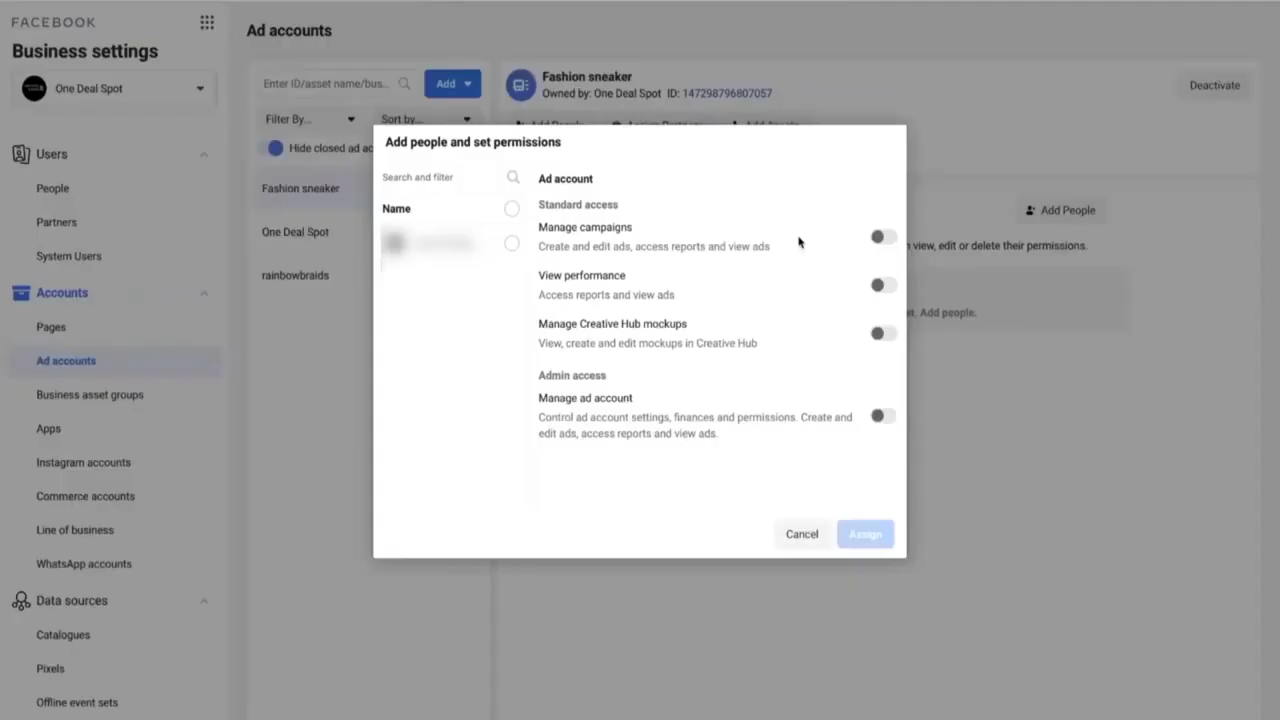 FACEBOOK
Business settings
One Deal Spot
Users
People
Partners
System Users
Accounts
Pages
Ad accounts
Business asset groups
Apps
Instagram accounts
Commerce accounts
Line of business
WhatsApp accounts
Data sources
Catalogues
Pixels
Offline event sets
Ad accounts
Enter ID/asset name/bus...
Add
Filter By...
Sort by...
Hide closed ad ac
Fashion sneaker
One Deal Spot
rainbowbraids
Fashion sneaker
Owned by: One Deal Spot ID: 147298796807057
Deactivate
Add People
view, edit or delete their permissions.
Add people.
Add people and set permissions
Search and filter
Name
Ad account
Standard access
Manage campaigns
Create and edit ads, access reports and view ads
View performance
Access reports and view ads
Manage Creative Hub mockups
View, create and edit mockups in Creative Hub
Admin access
Manage ad account
Control ad account settings, finances and permissions. Create and
edit ads, access reports and view ads.
Cancel
Assign